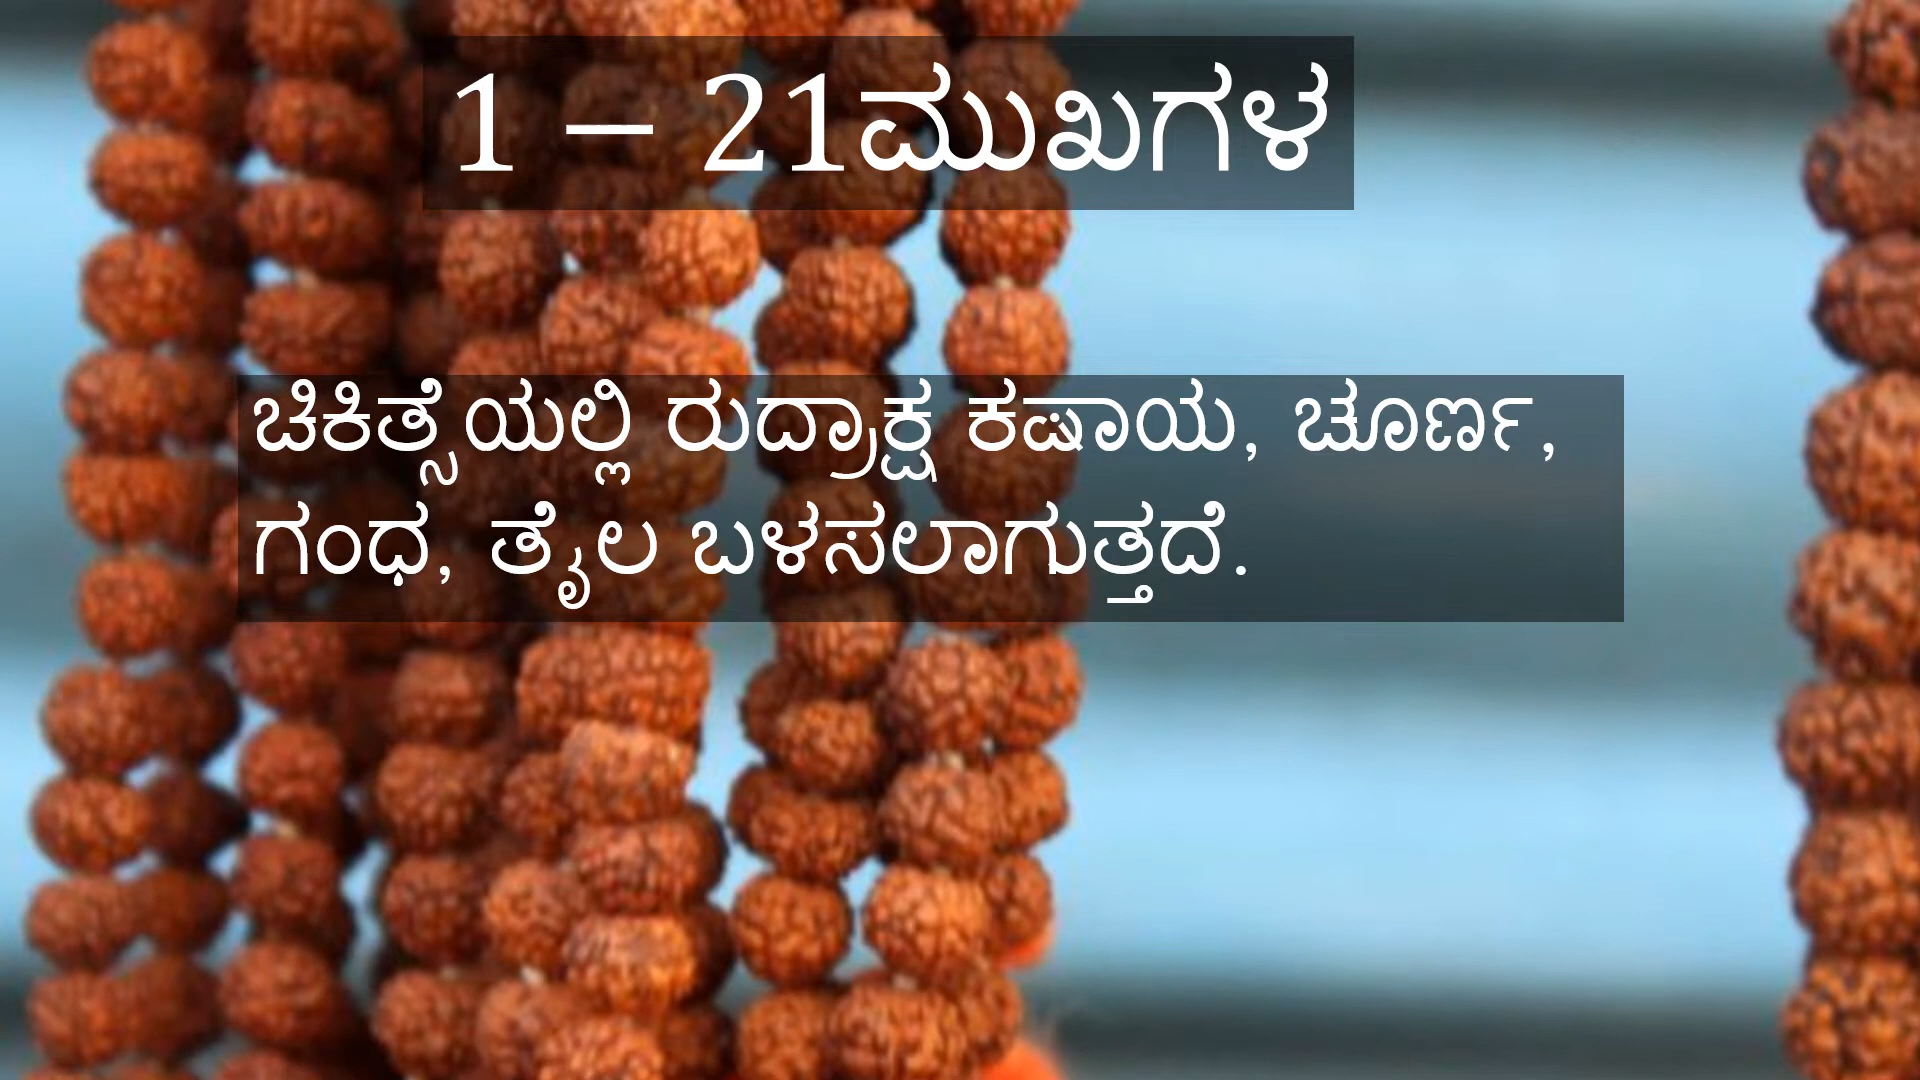 1 – 21ಮುಖಗಳ
ಚಿಕಿತ್ಸೆಯಲ್ಲಿ ರುದ್ರಾಕ್ಷ ಕಷಾಯ, ಚೂರ್ಣ,
ಗಂಧ, ತೈಲ ಬಳಸಲಾಗುತ್ತದೆ.